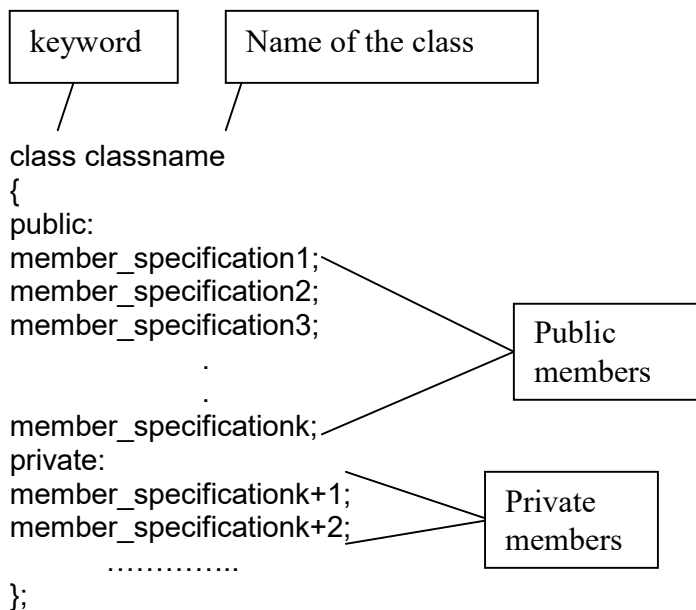 keyword
Name of the class
class classname
{
public:
member_specification1;
member_specification2;
member_specification3;
.
.
member_specificationk;
Public
members
private:
member_specificationk+1;
member_specificationk+2;
…………..
Private
members
};